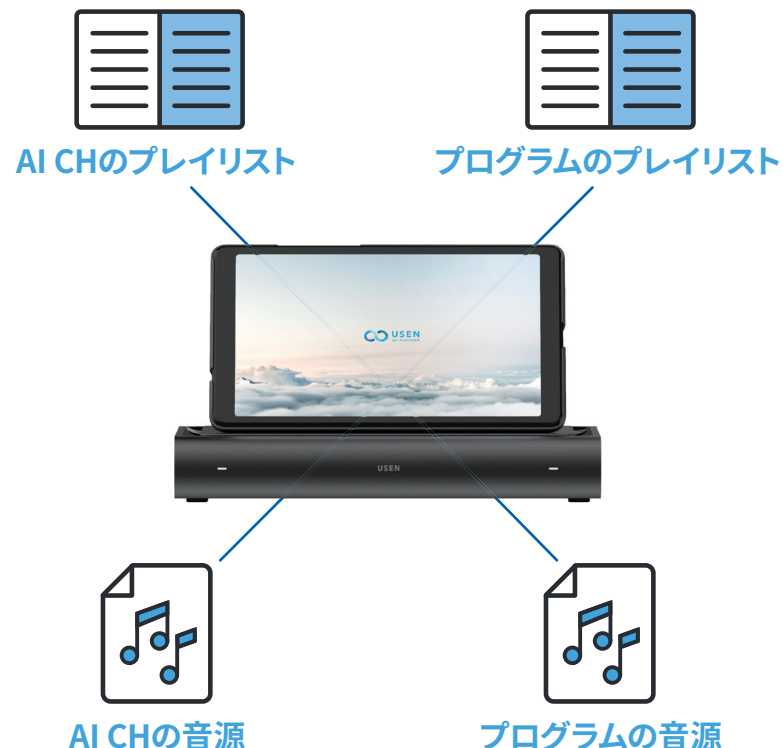 AI CHのプレイリスト
プログラムのプレイリスト
USEN
IoT PLATFORM
USEN
AI CHの音源
プログラムの音源